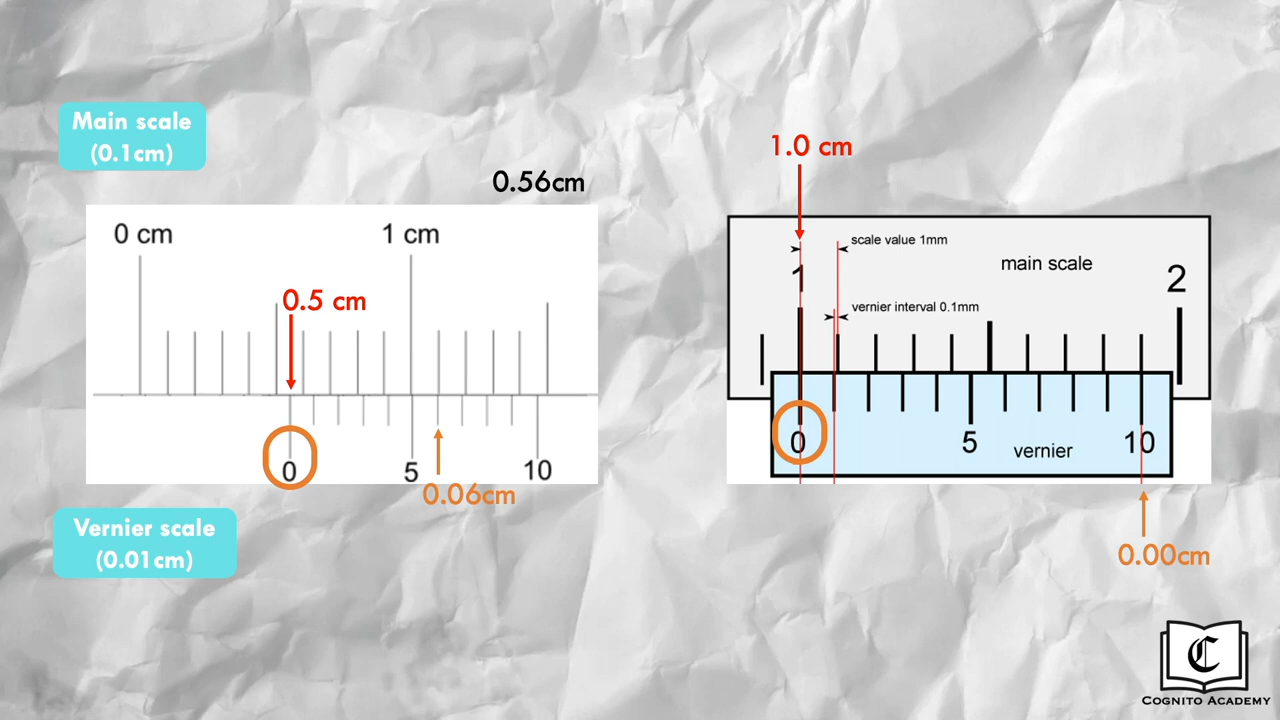 Main scale
(0.1cm)
0.56cm
0 cm
1 cm
0.5 cm
0
5
10
0.06cm
Vernier scale
(0.01cm)
1.0 cm
scale value 1mm
main scale
1
2
vernier interval 0.1mm
0
5
10
vernier
0.00cm
C
COGNITO ACADEMY